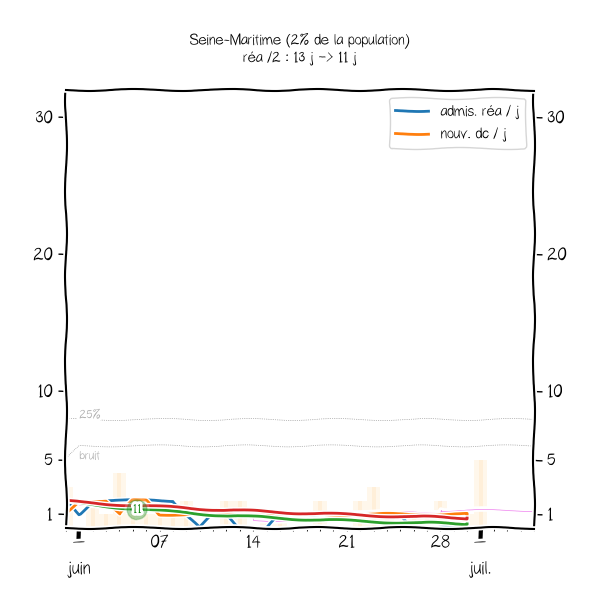 Seine-Maritime (2% de la population)
réa /2 : 13 j -> 11 j
admis. réa / j
nouv. dc / j
30
30
20
20
10
10
25%
5
5
bruit
11
1
1
07
14
21
28
juin
juil.